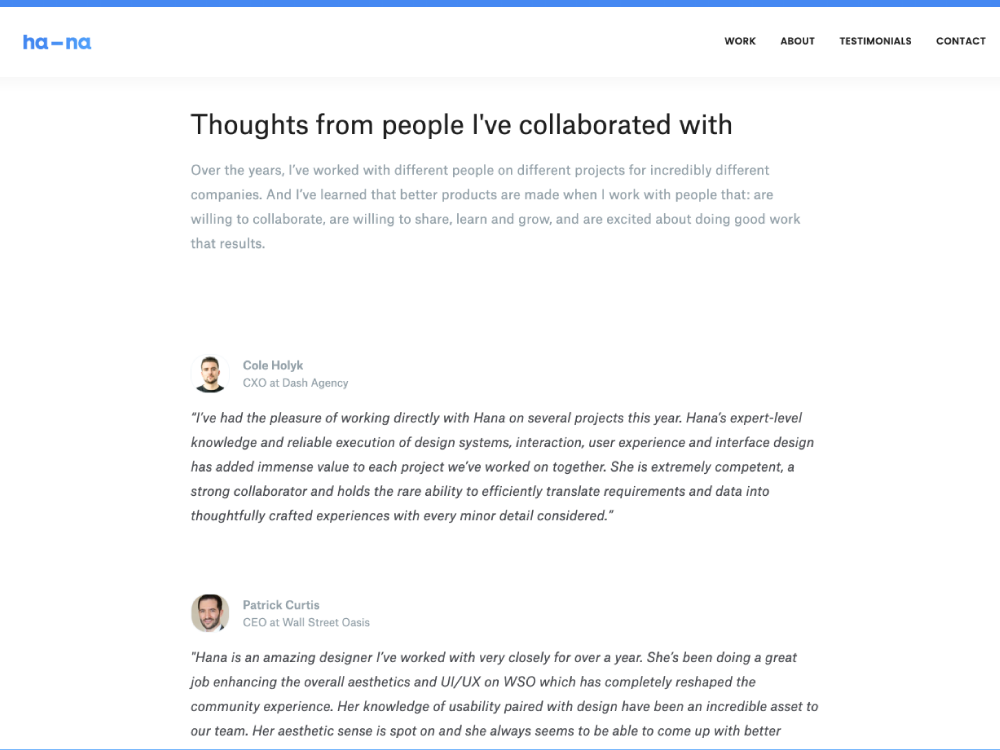 ha–na
WORK ABOUT TESTIMONIALS CONTACT
Thoughts from people I've collaborated with
Over the years, I’ve worked with different people on different projects for incredibly different
companies. And I’ve learned that better products are made when I work with people that: are
willing to collaborate, are willing to share, learn and grow, and are excited about doing good work
that results.
Cole Holyk
CXO at Dash Agency
“I’ve had the pleasure of working directly with Hana on several projects this year. Hana’s expert-level
knowledge and reliable execution of design systems, interaction, user experience and interface design
has added immense value to each project we’ve worked on together. She is extremely competent, a
strong collaborator and holds the rare ability to efficiently translate requirements and data into
thoughtfully crafted experiences with every minor detail considered.”
Patrick Curtis
CEO at Wall Street Oasis
"Hana is an amazing designer I’ve worked with very closely for over a year. She’s been doing a great
job enhancing the overall aesthetics and UI/UX on WSO which has completely reshaped the
community experience. Her knowledge of usability paired with design have been an incredible asset to
our team. Her aesthetic sense is spot on and she always seems to be able to come up with better